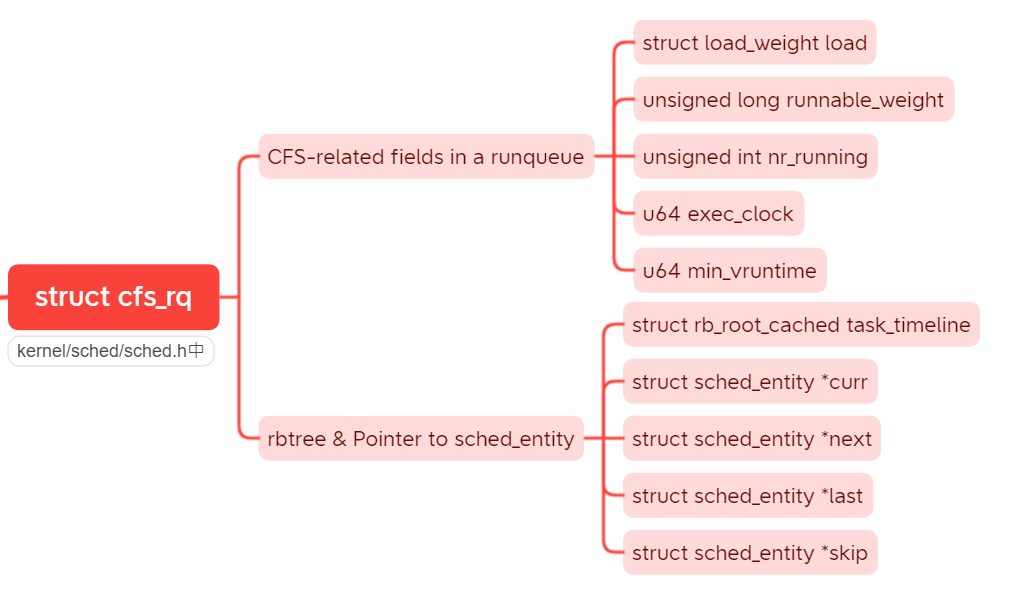 struct cfs_rq
kernel/sched/sched.h中
CFS-related fields in a runqueue
struct load_weight load
unsigned long runnable_weight
unsigned int nr_running
u64 exec_clock
u64 min_vruntime
rbtree & Pointer to sched_entity
struct rb_root_cached task_timeline
struct sched_entity *curr
struct sched_entity *next
struct sched_entity *last
struct sched_entity *skip